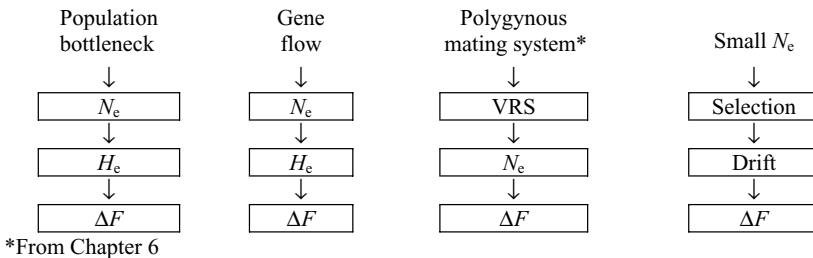 Population
bottleneck
↓
Nₑ
↓
Hₑ
↓
ΔF
Gene
flow
↓
Nₑ
↓
Hₑ
↓
ΔF
Polygynous
mating system*
↓
VRS
↓
Nₑ
↓
ΔF
Small Nₑ
↓
Selection
↓
Drift
↓
ΔF
*From Chapter 6